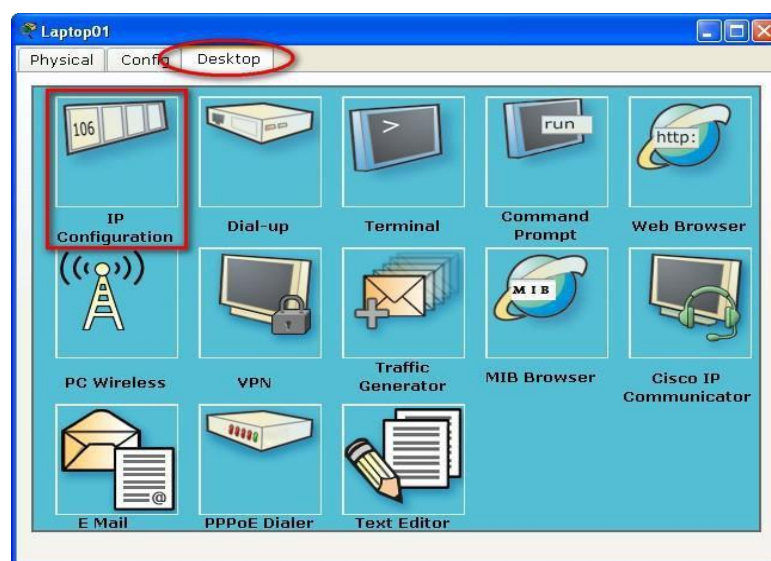 Laptop01
Physical Config Desktop
106
>
run
http:
IP
Configuration
Dial-up
Terminal
Command
Prompt
Web Browser
MIB
PC Wireless
VPN
Traffic
Generator
MIB Browser
Cisco IP
Communicator
@
E Mail
PPPoE Dialer
Text Editor